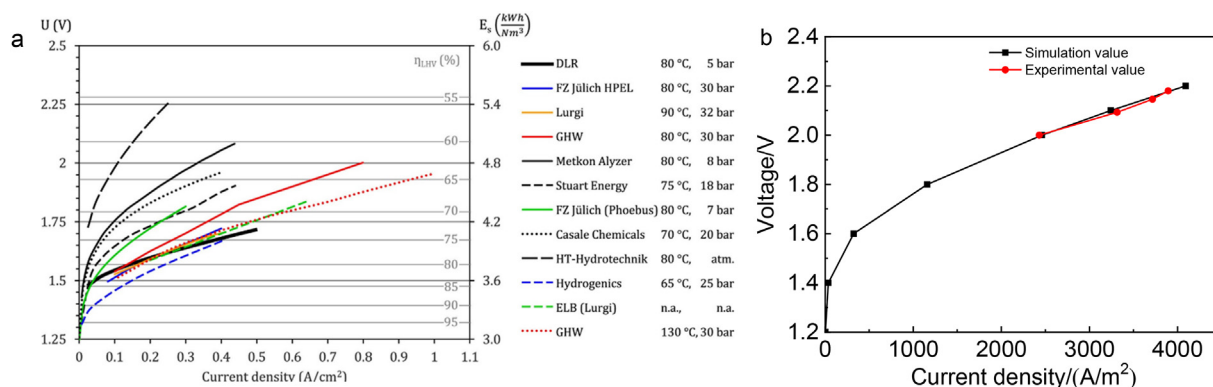 a
U (V)
E_s (kWh/Nm³)
2.5
2.25
2
1.75
1.5
1.25
6.0
5.4
4.8
4.2
3.6
3.0
η_LHV (%)
55
60
65
70
75
80
85
90
95
0
0.1
0.2
0.3
0.4
0.5
0.6
0.7
0.8
0.9
1
1.1
Current density (A/cm²)
DLR 80 °C, 5 bar
FZ Jülich HPEL 80 °C, 30 bar
Lurgi 90 °C, 32 bar
GHW 80 °C, 30 bar
Metkon Alyzer 80 °C, 8 bar
Stuart Energy 75 °C, 18 bar
FZ Jülich (Phoebus) 80 °C, 7 bar
Casale Chemicals 70 °C, 20 bar
HT-Hydrotechnik 80 °C, atm.
Hydrogenics 65 °C, 25 bar
ELB (Lurgi) n.a., n.a.
GHW 130 °C, 30 bar
b
2.4
2.2
2.0
1.8
1.6
1.4
1.2
Voltage/V
Simulation value
Experimental value
0
1000
2000
3000
4000
Current density/(A/m²)